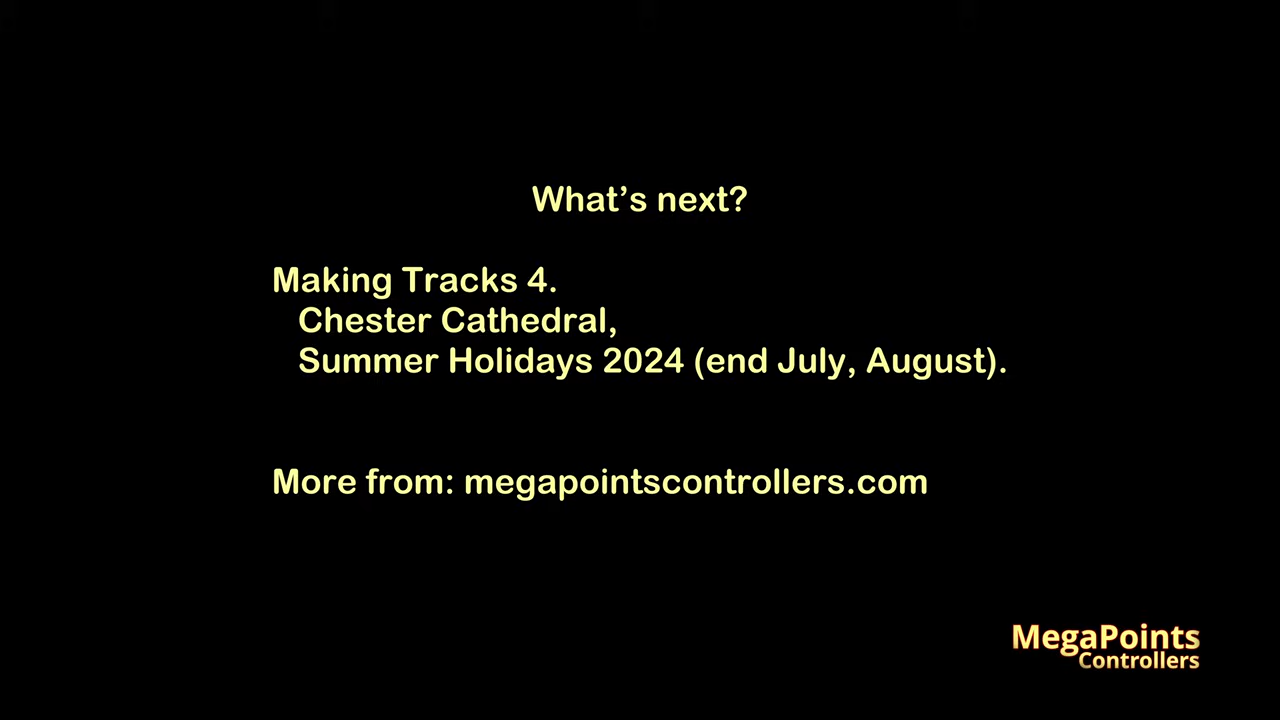 What’s next?
Making Tracks 4.
Chester Cathedral,
Summer Holidays 2024 (end July, August).
More from: megapointscontrollers.com
MegaPoints
Controllers